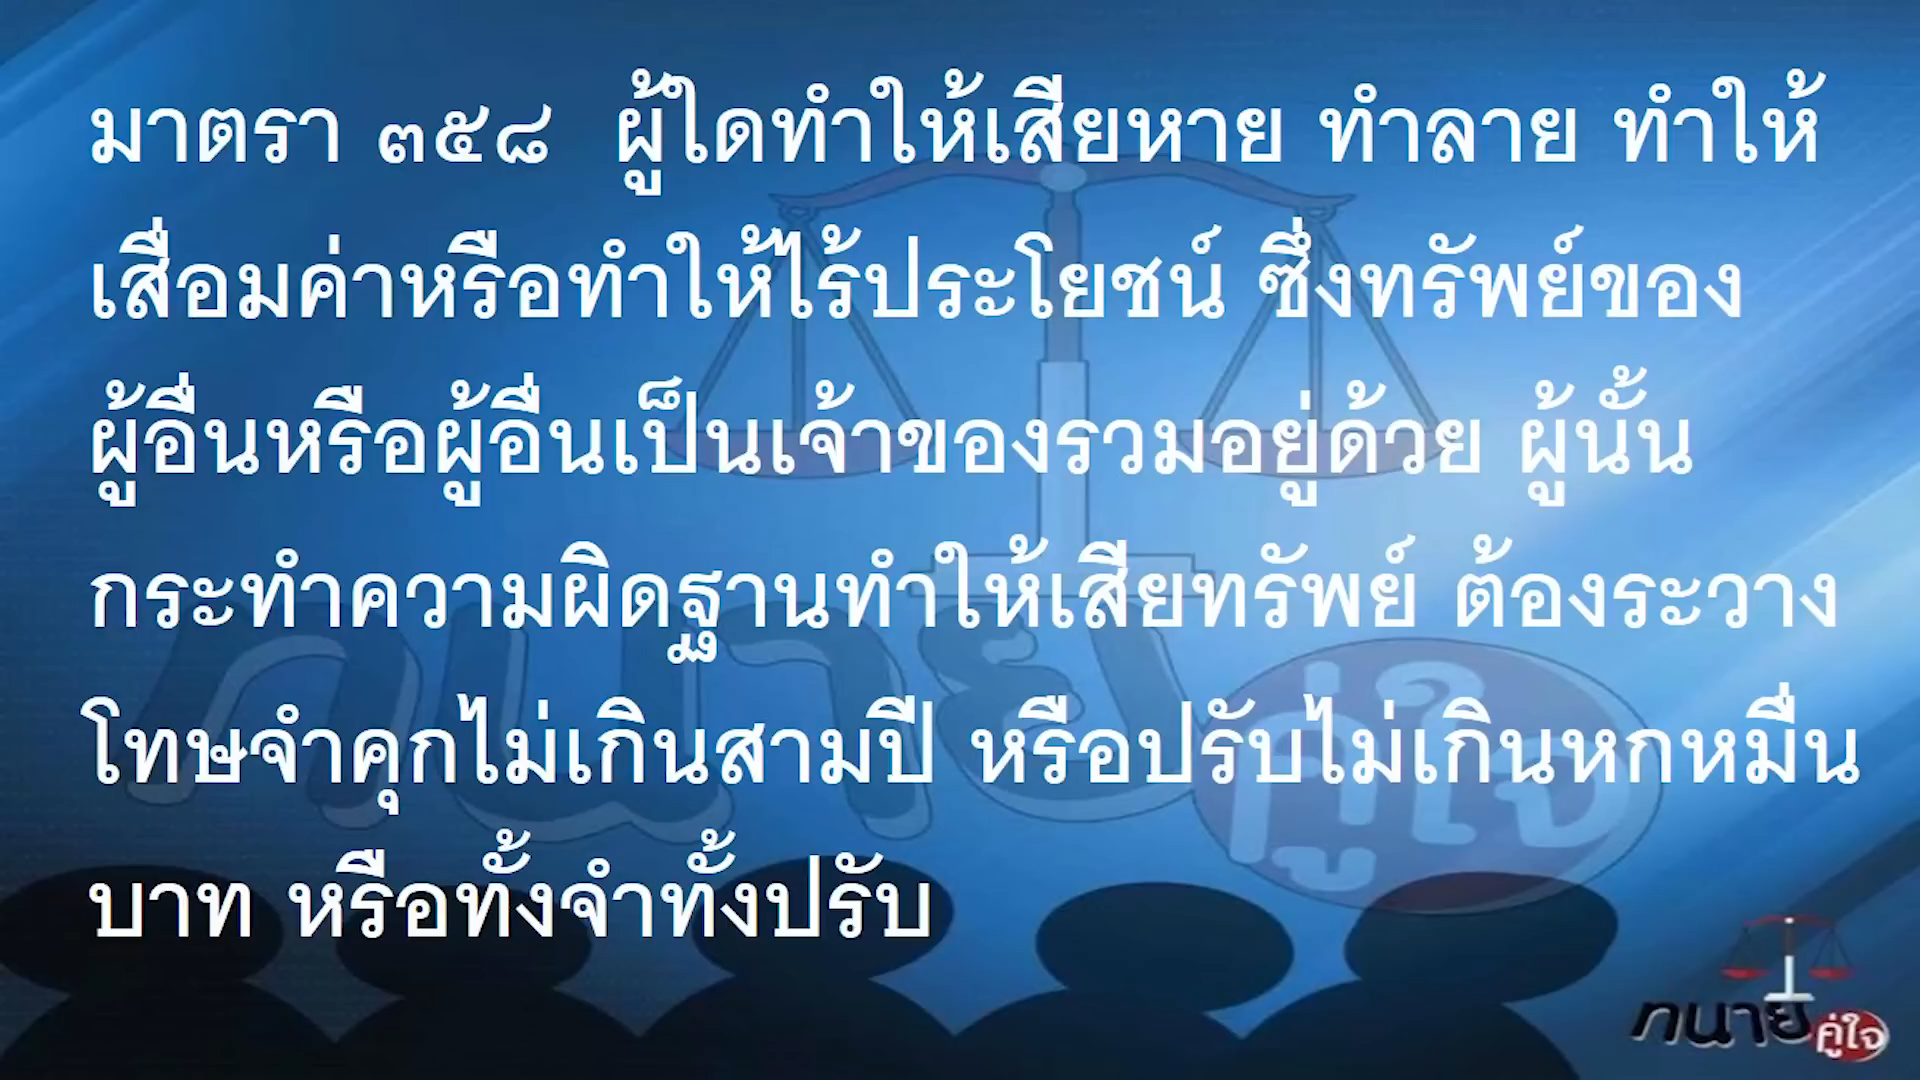 มาตรา ๓๕๘ ผู้ใดทำให้เสียหาย ทำลาย ทำให้
เสื่อมค่าหรือทำให้ไร้ประโยชน์ ซึ่งทรัพย์ของ
ผู้อื่นหรือผู้อื่นเป็นเจ้าของรวมอยู่ด้วย ผู้นั้น
กระทำความผิดฐานทำให้เสียทรัพย์ ต้องระวาง
โทษจำคุกไม่เกินสามปี หรือปรับไม่เกินหกหมื่น
บาท หรือทั้งจำทั้งปรับ
ทนายคู่ใจ
ทนายคู่ใจ